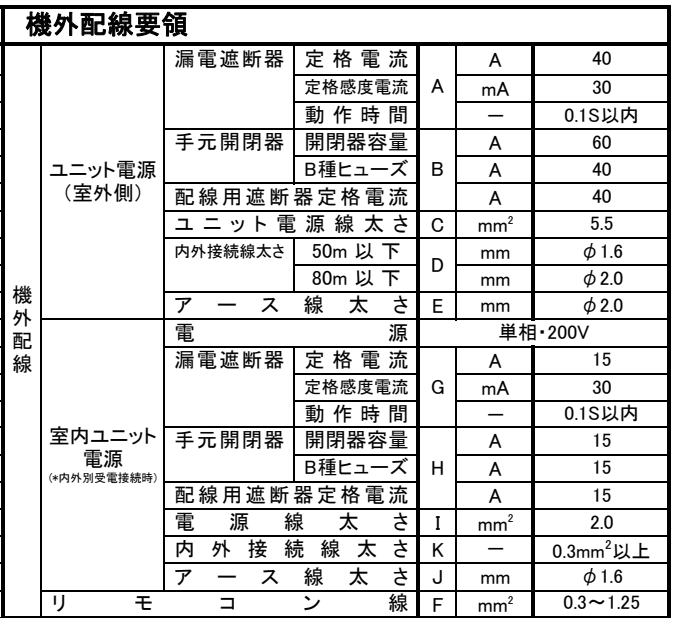 機外配線要領
機外配線
ユニット電源
（室外側）
漏電遮断器 定格電流 A A 40
定格感度電流 mA 30
動作時間 － 0.1S以内
手元開閉器 開閉器容量 B A 60
B種ヒューズ A 40
配線用遮断器定格電流 A 40
ユニット電源線太さ C mm² 5.5
内外接続線太さ 50m 以下 D mm φ1.6
80m 以下 mm φ2.0
アース線太さ E mm φ2.0
室内ユニット
電源
(*内外別受電接続時)
電源 単相・200V
漏電遮断器 定格電流 G A 15
定格感度電流 mA 30
動作時間 － 0.1S以内
手元開閉器 開閉器容量 H A 15
B種ヒューズ A 15
配線用遮断器定格電流 A 15
電源線太さ I mm² 2.0
内外接続線太さ K － 0.3mm²以上
アース線太さ J mm φ1.6
リモコン線 F mm² 0.3～1.25